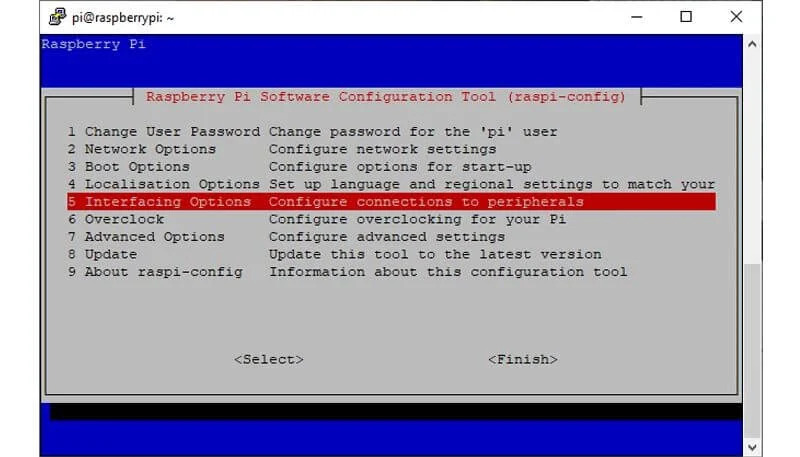 pi@raspberrypi: ~
Raspberry Pi
Raspberry Pi Software Configuration Tool (raspi-config)
1 Change User Password Change password for the 'pi' user
2 Network Options Configure network settings
3 Boot Options Configure options for start-up
4 Localisation Options Set up language and regional settings to match your
5 Interfacing Options Configure connections to peripherals
6 Overclock Configure overclocking for your Pi
7 Advanced Options Configure advanced settings
8 Update Update this tool to the latest version
9 About raspi-config Information about this configuration tool
<Select> <Finish>